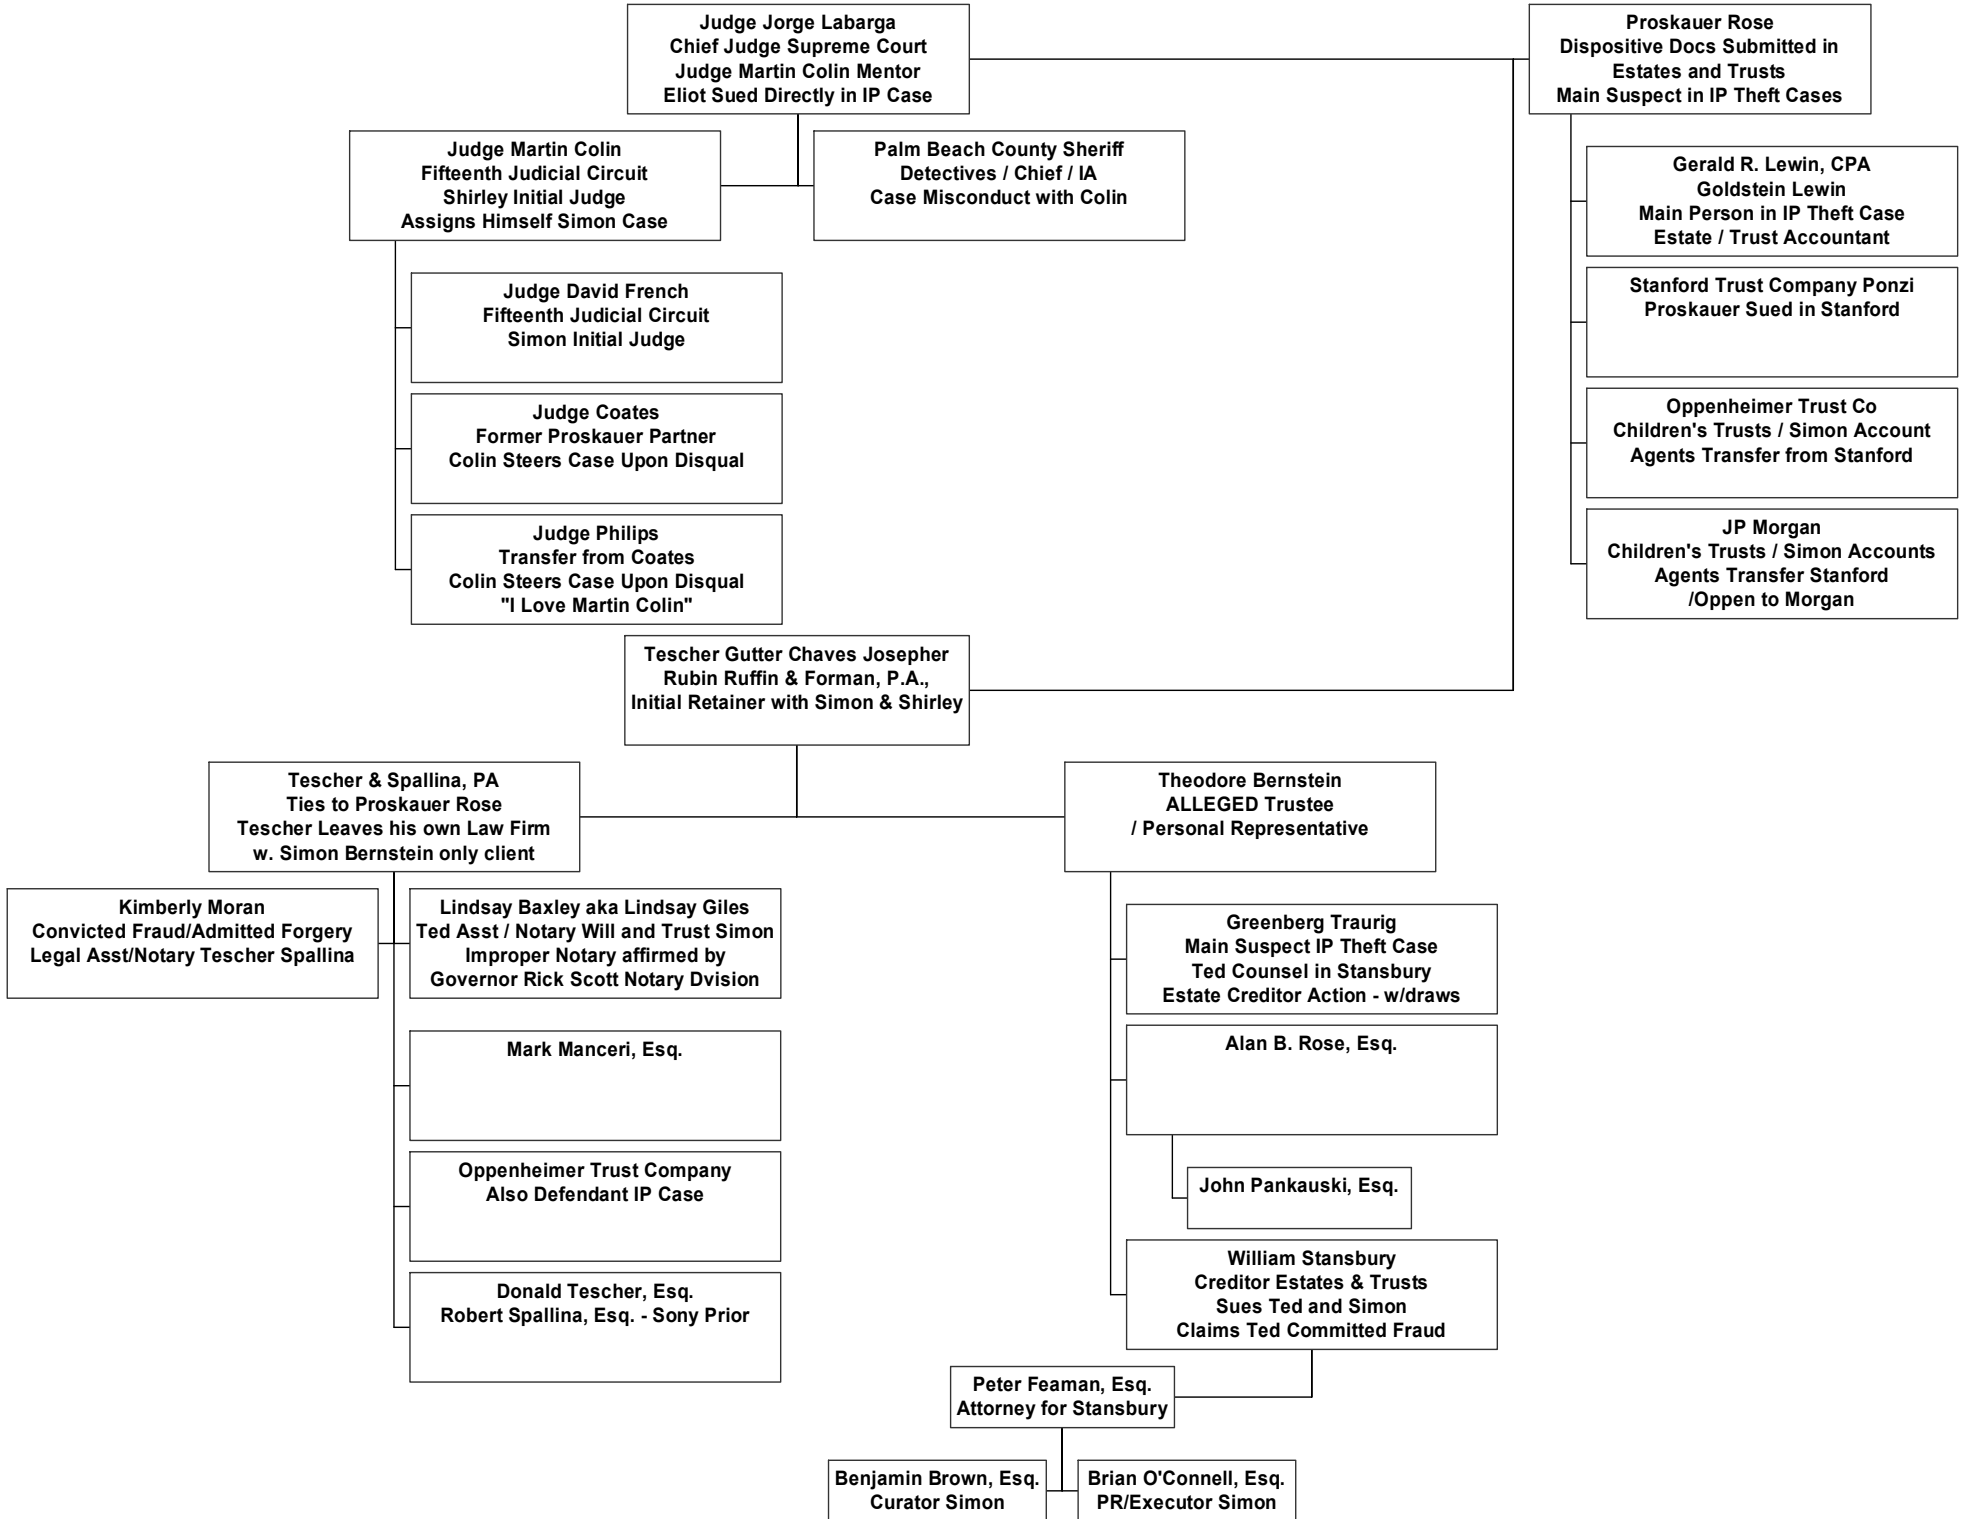 Judge Jorge Labarga
Chief Judge Supreme Court
Judge Martin Colin Mentor
Eliot Sued Directly in IP Case
Proskauer Rose
Dispositive Docs Submitted in
Estates and Trusts
Main Suspect in IP Theft Cases
Judge Martin Colin
Fifteenth Judicial Circuit
Shirley Initial Judge
Assigns Himself Simon Case
Palm Beach County Sheriff
Detectives / Chief / IA
Case Misconduct with Colin
Gerald R. Lewin, CPA
Goldstein Lewin
Main Person in IP Theft Case
Estate / Trust Accountant
Judge David French
Fifteenth Judicial Circuit
Simon Initial Judge
Stanford Trust Company Ponzi
Proskauer Sued in Stanford
Judge Coates
Former Proskauer Partner
Colin Steers Case Upon Disqual
Oppenheimer Trust Co
Children's Trusts / Simon Account
Agents Transfer from Stanford
Judge Philips
Transfer from Coates
Colin Steers Case Upon Disqual
"I Love Martin Colin"
JP Morgan
Children's Trusts / Simon Accounts
Agents Transfer Stanford
/Oppen to Morgan
Tescher Gutter Chaves Josepher
Rubin Ruffin & Forman, P.A.,
Initial Retainer with Simon & Shirley
Tescher & Spallina, PA
Ties to Proskauer Rose
Tescher Leaves his own Law Firm
w. Simon Bernstein only client
Theodore Bernstein
ALLEGED Trustee
/ Personal Representative
Kimberly Moran
Convicted Fraud/Admitted Forgery
Legal Asst/Notary Tescher Spallina
Lindsay Baxley aka Lindsay Giles
Ted Asst / Notary Will and Trust Simon
Improper Notary affirmed by
Governor Rick Scott Notary Dvision
Greenberg Traurig
Main Suspect IP Theft Case
Ted Counsel in Stansbury
Estate Creditor Action - w/draws
Mark Manceri, Esq.
Alan B. Rose, Esq.
Oppenheimer Trust Company
Also Defendant IP Case
John Pankauski, Esq.
Donald Tescher, Esq.
Robert Spallina, Esq. - Sony Prior
William Stansbury
Creditor Estates & Trusts
Sues Ted and Simon
Claims Ted Committed Fraud
Peter Feaman, Esq.
Attorney for Stansbury
Benjamin Brown, Esq.
Curator Simon
Brian O'Connell, Esq.
PR/Executor Simon